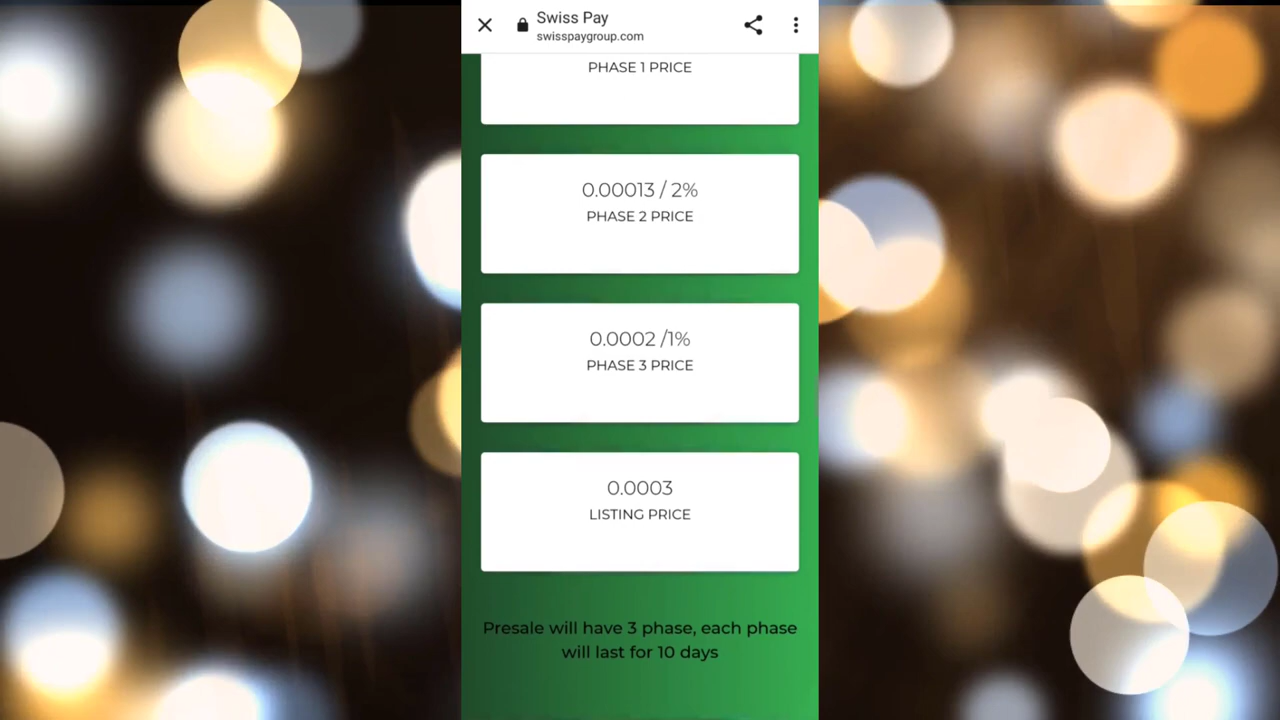 Swiss Pay
swisspaygroup.com
PHASE 1 PRICE
0.00013 / 2%
PHASE 2 PRICE
0.0002 /1%
PHASE 3 PRICE
0.0003
LISTING PRICE
Presale will have 3 phase, each phase
will last for 10 days